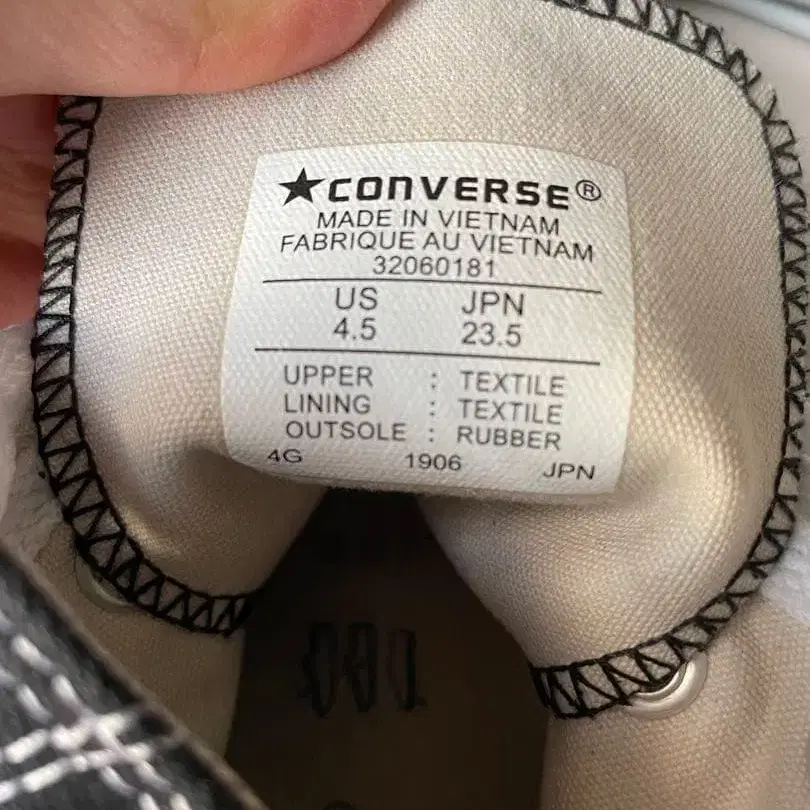 ★CONVERSE®
MADE IN VIETNAM
FABRIQUE AU VIETNAM
32060181
US JPN
4.5 23.5
UPPER : TEXTILE
LINING : TEXTILE
OUTSOLE : RUBBER
4G 1906 JPN